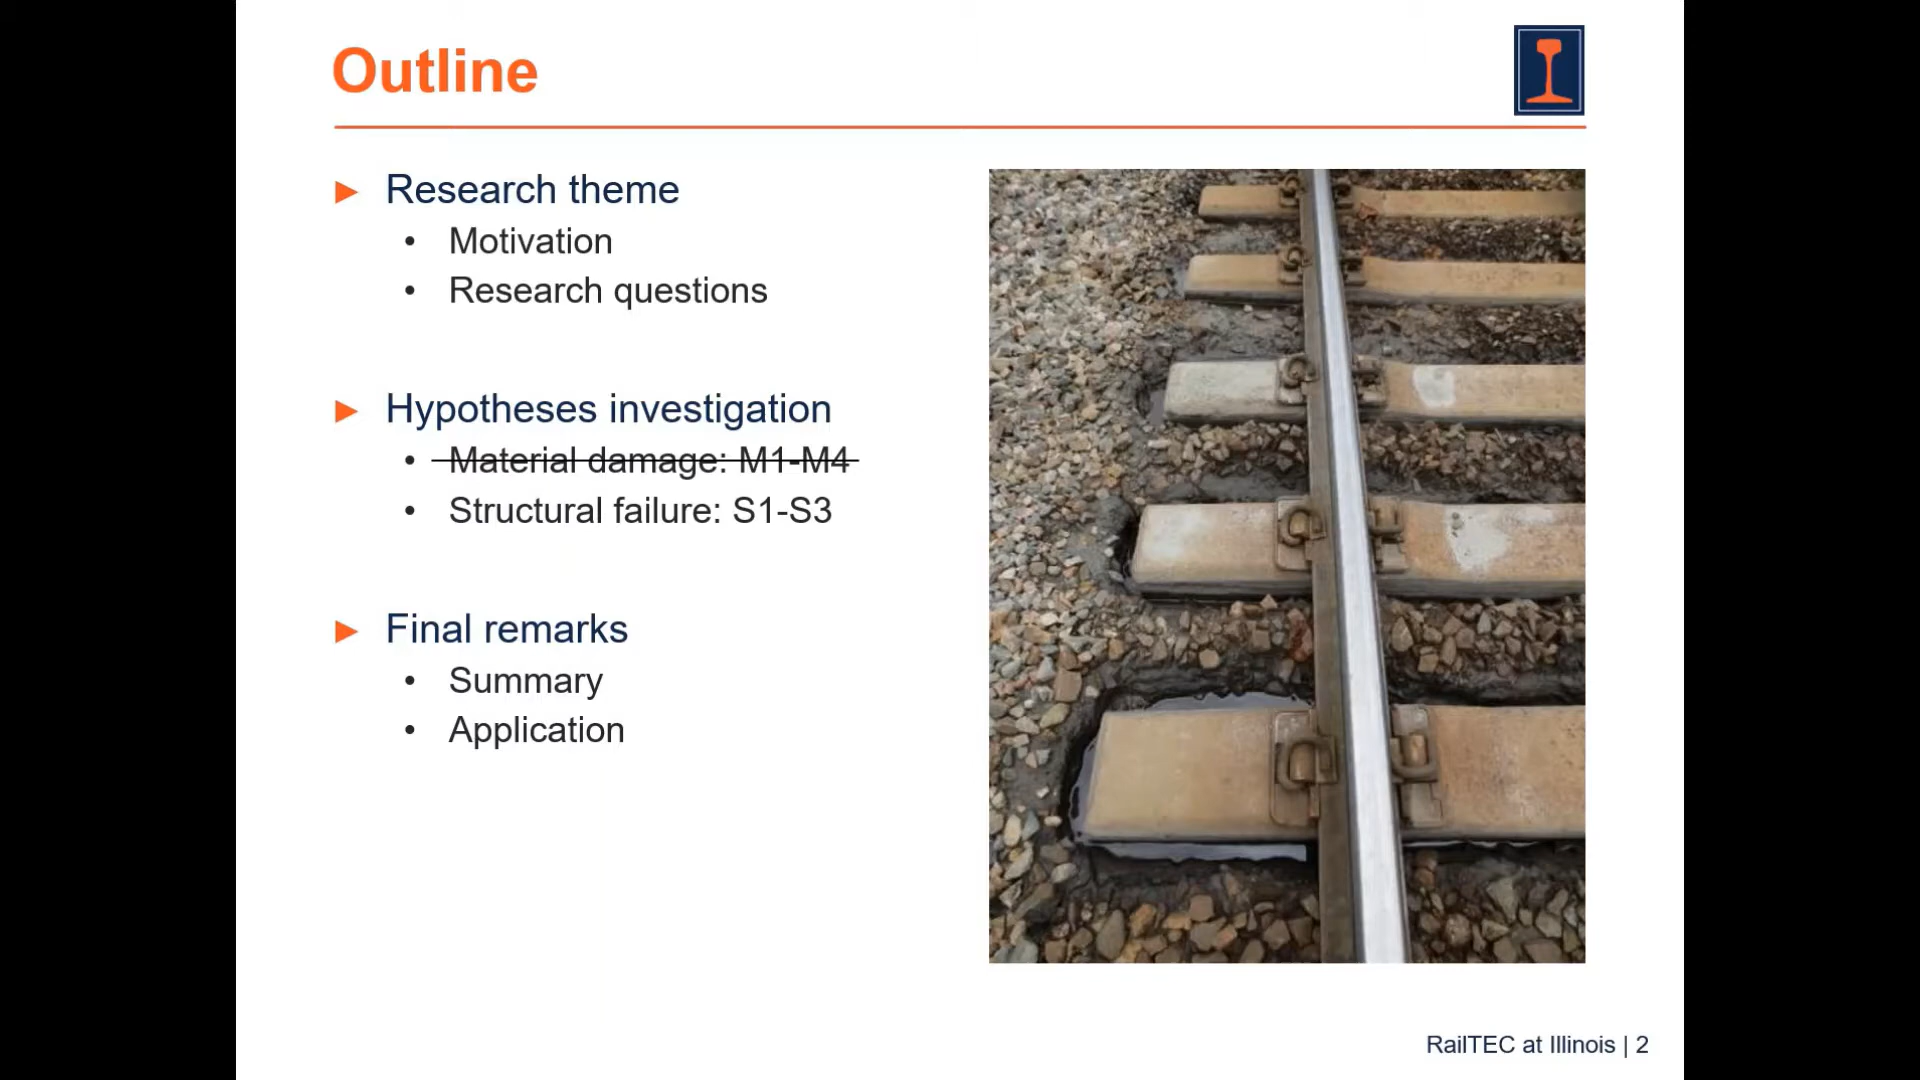 Outline
► Research theme
• Motivation
• Research questions
► Hypotheses investigation
• Material damage: M1-M4
• Structural failure: S1-S3
► Final remarks
• Summary
• Application
RailTEC at Illinois | 2